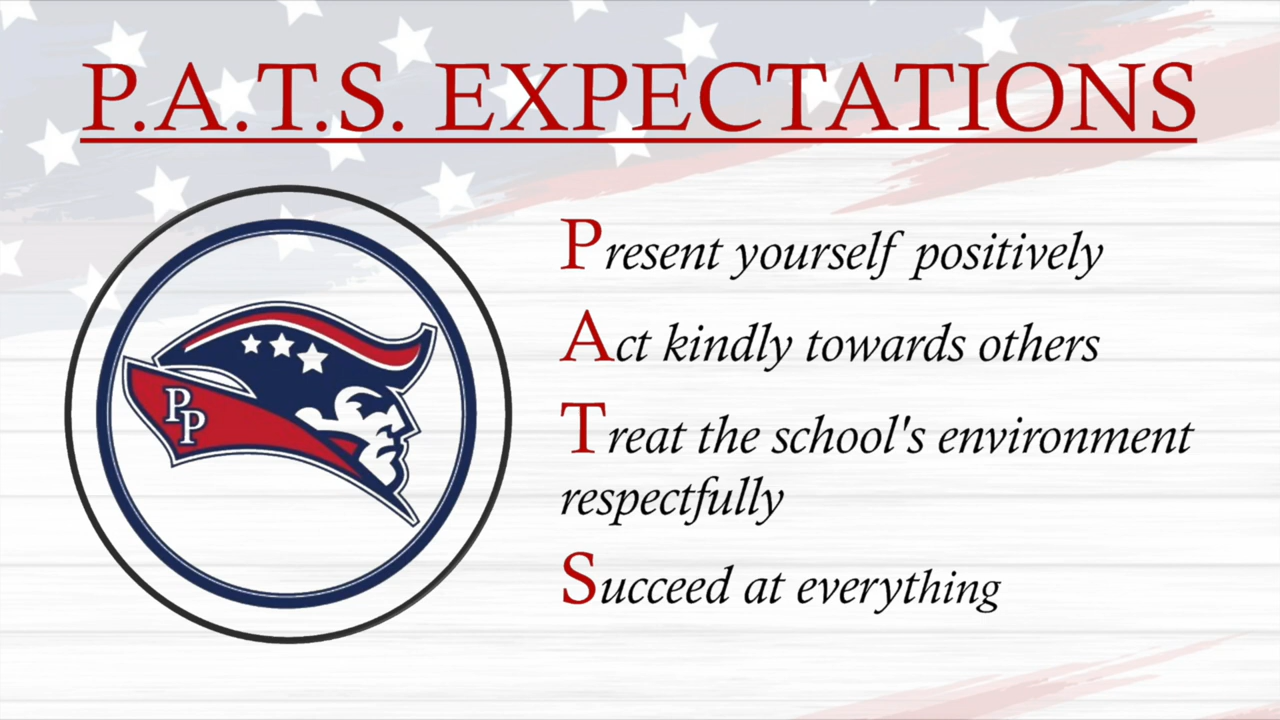 P.A.T.S. EXPECTATIONS
PP
Present yourself positively
Act kindly towards others
Treat the school's environment
respectfully
Succeed at everything